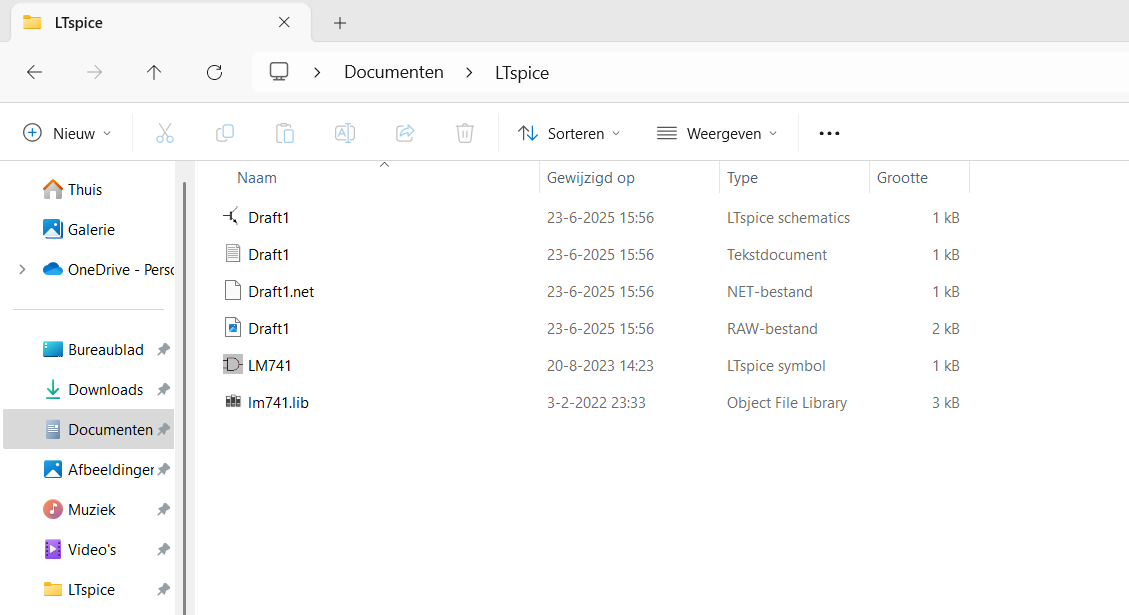 LTspice
Documenten > LTspice
Nieuw Sorteren Weergeven
Thuis
Galerie
OneDrive - Perso
Bureaublad
Downloads
Documenten
Afbeeldingen
Muziek
Video's
LTspice
Naam Gewijzigd op Type Grootte
Draft1 23-6-2025 15:56 LTspice schematics 1 kB
Draft1 23-6-2025 15:56 Tekstdocument 1 kB
Draft1.net 23-6-2025 15:56 NET-bestand 1 kB
Draft1 23-6-2025 15:56 RAW-bestand 2 kB
LM741 20-8-2023 14:23 LTspice symbol 1 kB
lm741.lib 3-2-2022 23:33 Object File Library 3 kB